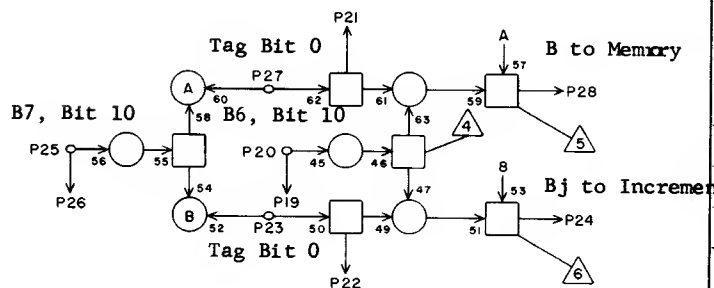 P21
Tag Bit 0
A
P27
57
B to Memory
A
60
62
61
59
P28
58
B7, Bit 10
B6, Bit 10
63
4
5
P25
56
55
P20
45
46
P26
54
P19
47
8
53
Bj to Incremen
B
52
P23
50
49
51
P24
Tag Bit 0
P22
6